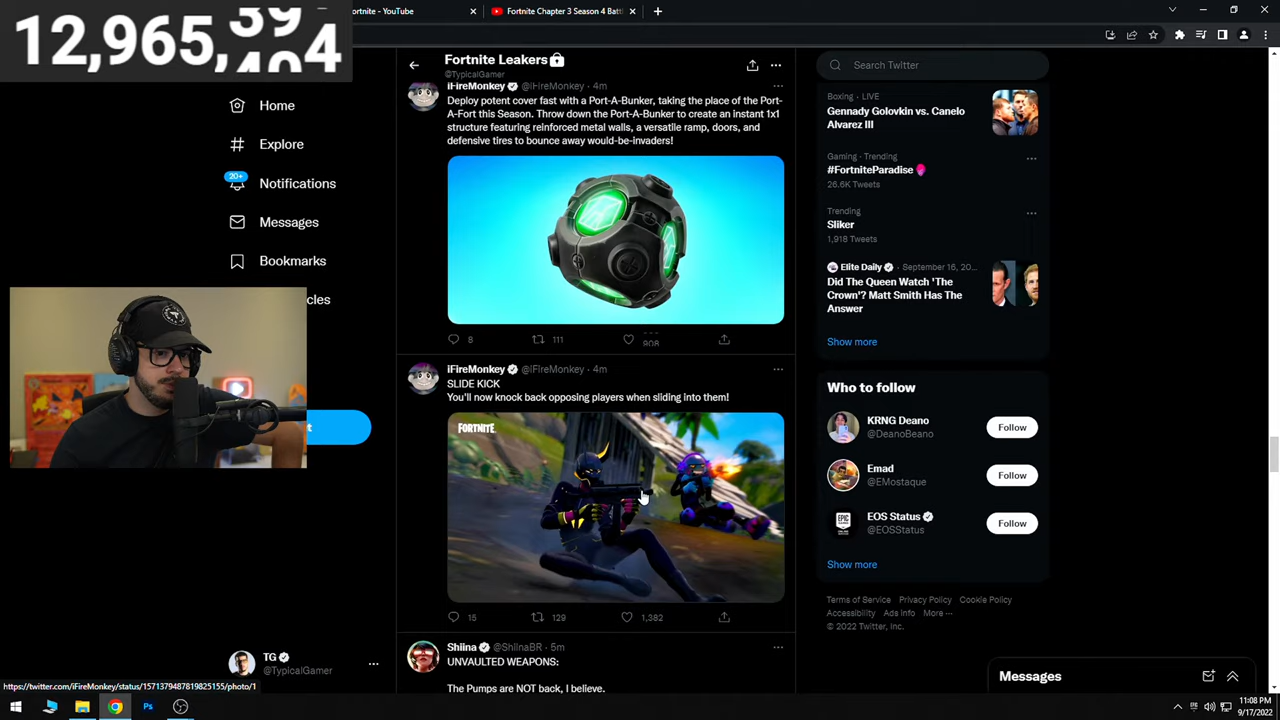 12,965,
ortnite - YouTube
Fortnite Chapter 3 Season 4 Batt
Fortnite Leakers
@TypicalGamer
Search Twitter
Home
Explore
20+
Notifications
Messages
Bookmarks
cles
et
TG
@TypicalGamer
iFireMonkey @iFireMonkey · 4m
Deploy potent cover fast with a Port-A-Bunker, taking the place of the Port-
A-Fort this Season. Throw down the Port-A-Bunker to create an instant 1x1
structure featuring reinforced metal walls, a versatile ramp, doors, and
defensive tires to bounce away would-be-invaders!
8 111 908
iFireMonkey @iFireMonkey · 4m
SLIDE KICK
You'll now knock back opposing players when sliding into them!
FORTNITE
15 129 1,382
Shiina @ShiinaBR · 5m
UNVAULTED WEAPONS:
The Pumps are NOT back, I believe.
Boxing · LIVE
Gennady Golovkin vs. Canelo
Alvarez III
Gaming · Trending
#FortniteParadise
26.6K Tweets
Trending
Sliker
1,918 Tweets
Elite Daily · September 16, 20...
Did The Queen Watch 'The
Crown'? Matt Smith Has The
Answer
Show more
Who to follow
KRNG Deano
@DeanoBeano
Follow
Emad
@EMostaque
Follow
EPIC
EOS Status
@EOSStatus
Follow
Show more
Terms of Service Privacy Policy Cookie Policy
Accessibility Ads info More ···
© 2022 Twitter, Inc.
Messages
https://twitter.com/iFireMonkey/status/1571379487819825155/photo/1
11:08 PM
9/17/2022